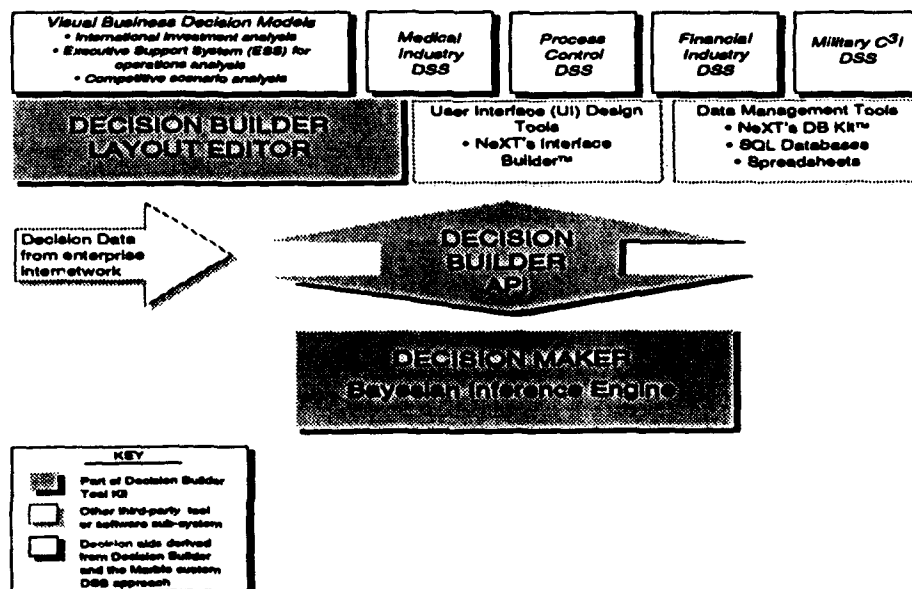 Visual Business Decision Models
• International investment analysis
• Executive Support System (ESS) for
operations analysis
• Competitive scenario analysis
Medical
Industry
DSS
Process
Control
DSS
Financial
Industry
DSS
Military C³I
DSS
DECISION BUILDER
LAYOUT EDITOR
User Interface (UI) Design
Tools
• NeXT's Interface
Builder™
Data Management Tools
• NeXT's DB Kit™
• SQL Databases
• Spreadsheets
Decision Data
from enterprise
internetwork
DECISION
BUILDER
API
DECISION MAKER
Bayesian Inference Engine
KEY
Part of Decision Builder
Tool Kit
Other third-party tool
or software sub-system
Decision aids derived
from Decision Builder
and the Marble custom
DSS approach